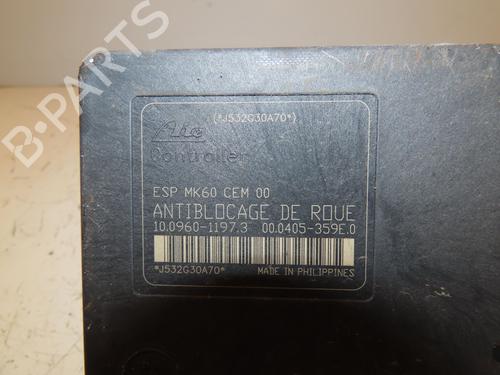 B-PARTS
(*J532G30A70*)
Ate
Controller
ESP MK60 CEM 00
ANTIBLOCAGE DE ROUE
10.0960-1197.3 00.0405-359E.0
*J532G30A70* MADE IN PHILIPPINES